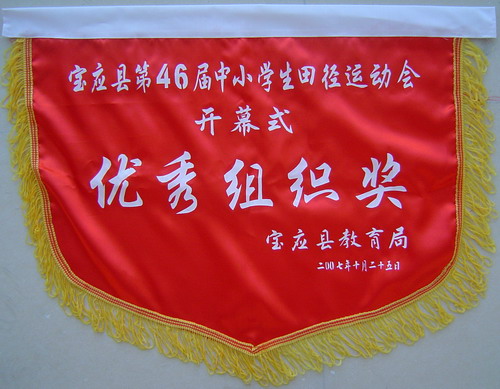 宝应县第46届中小学生田径运动会
开幕式
优秀组织奖
宝应县教育局
二00七年十月二十五日